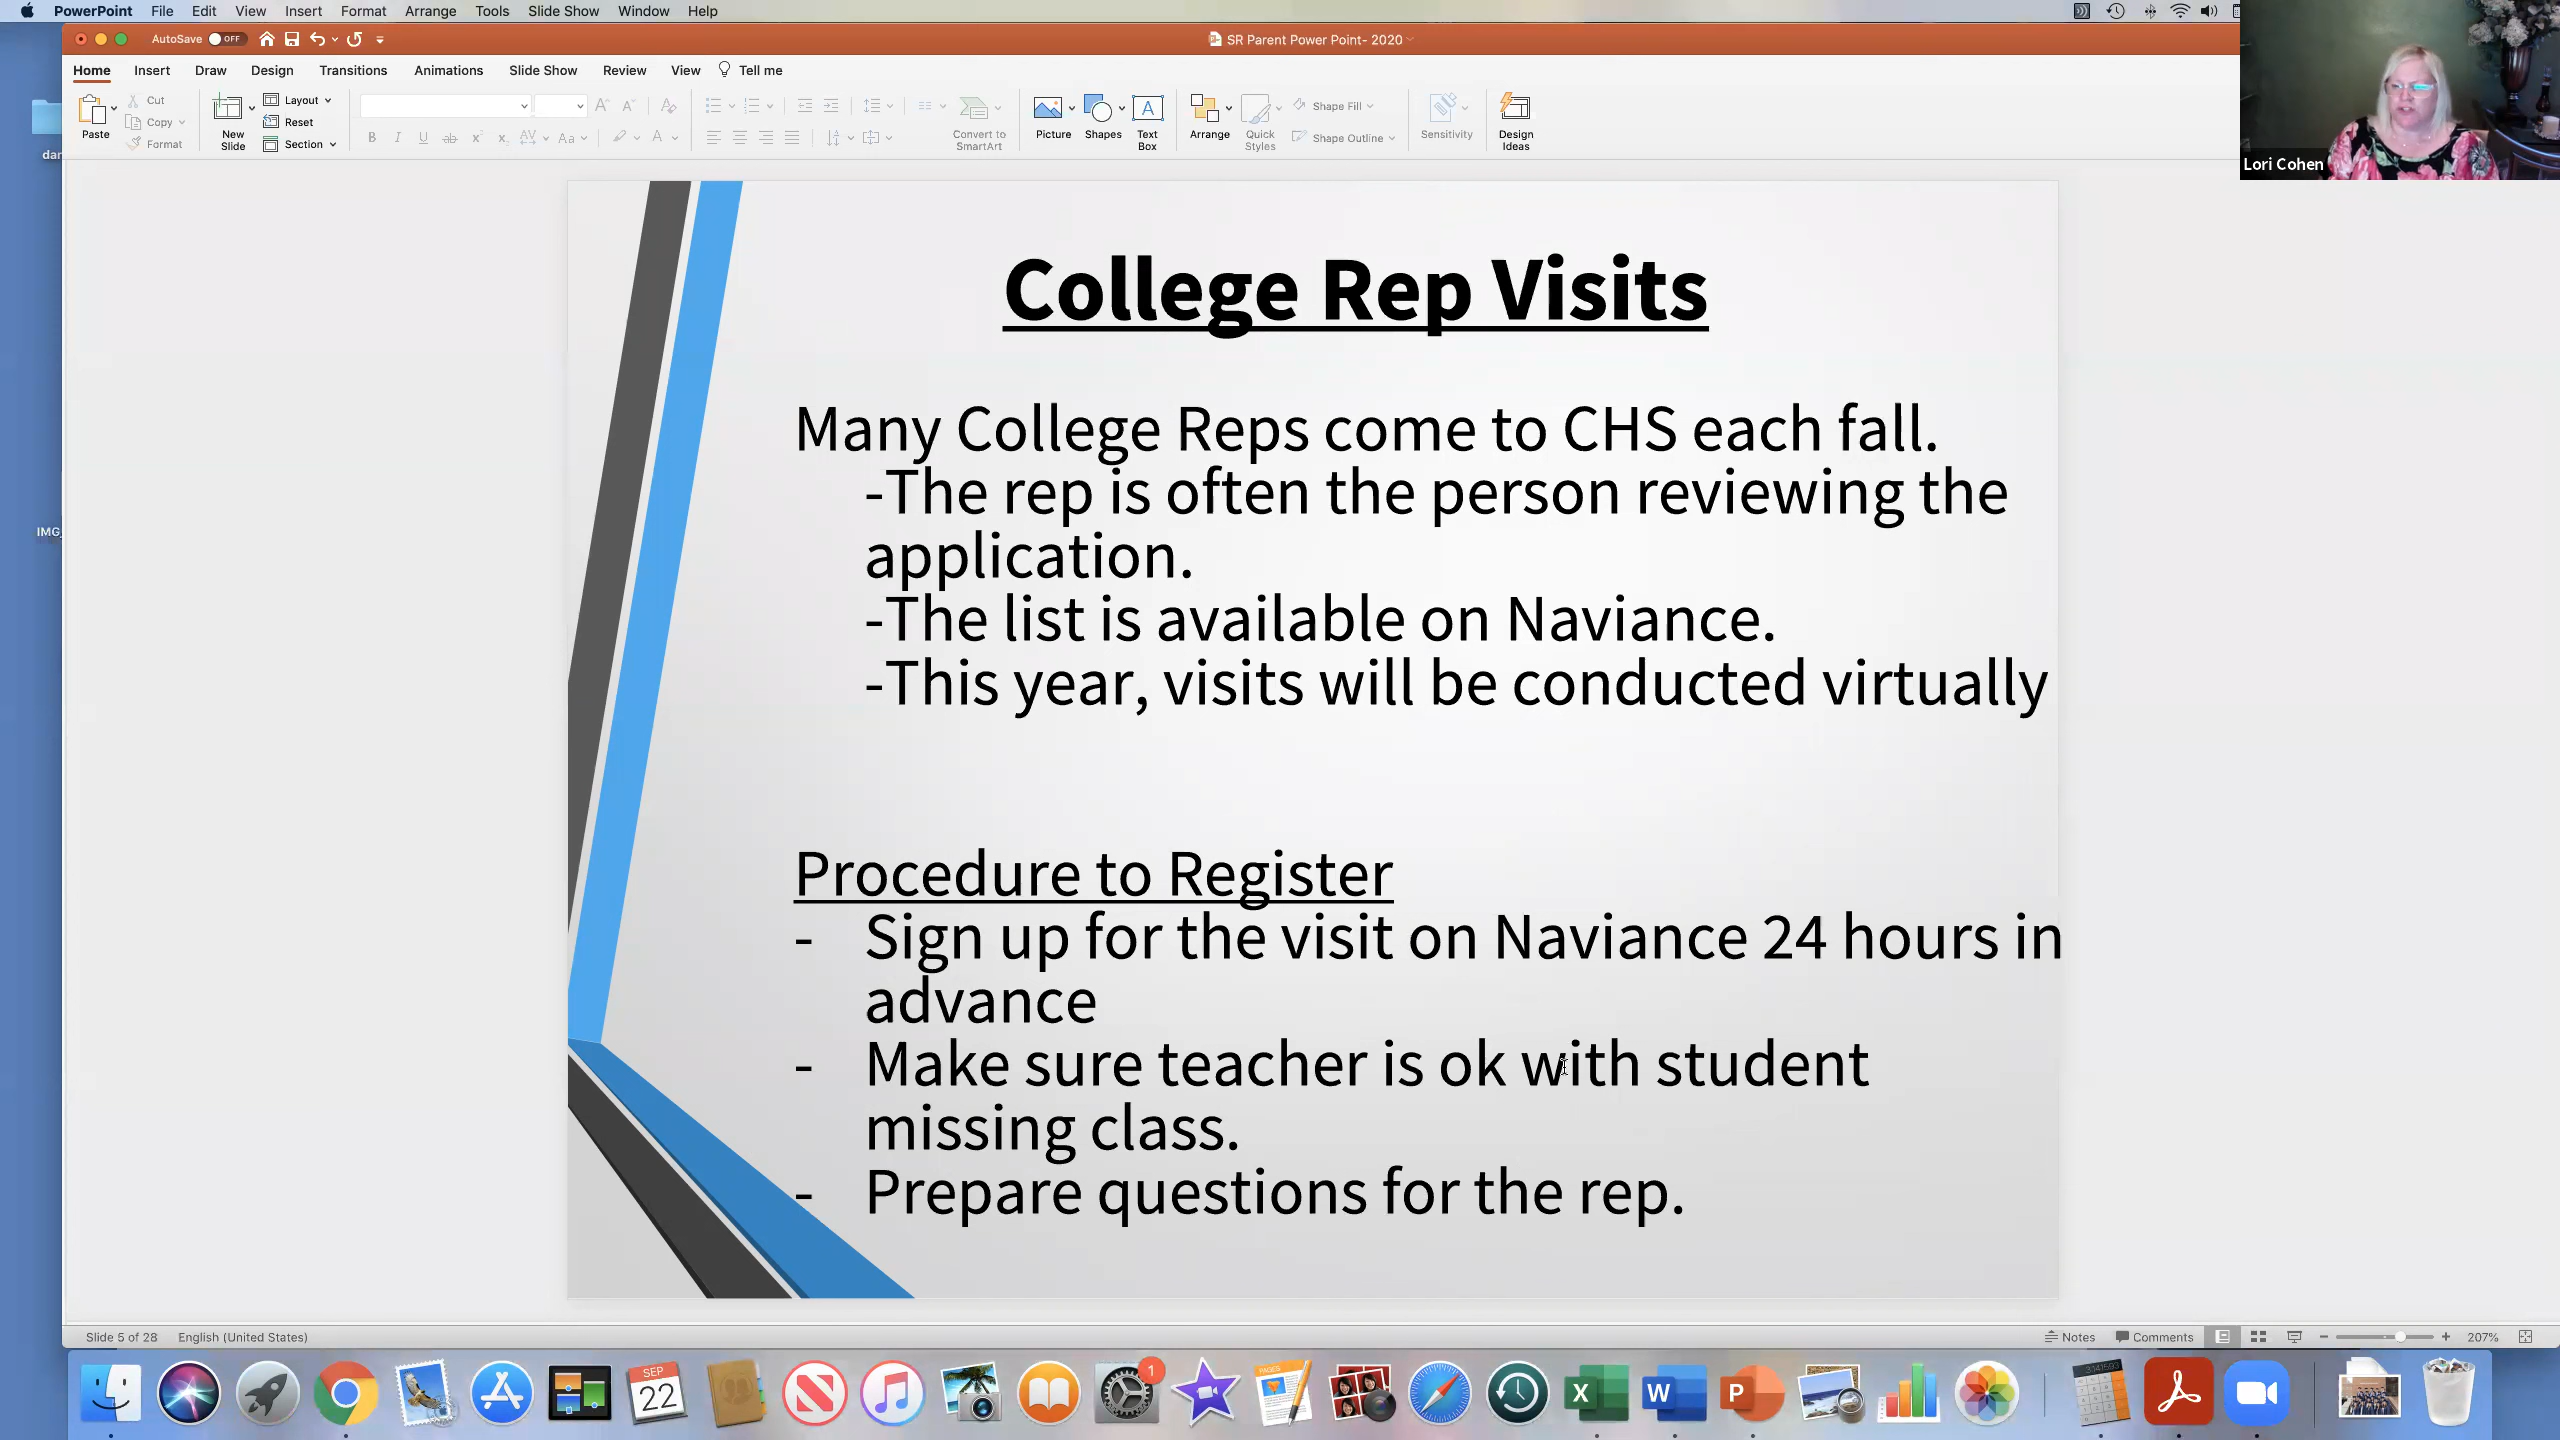 PowerPoint File Edit View Insert Format Arrange Tools Slide Show Window Help
AutoSave OFF
SR Parent Power Point- 2020
Home Insert Draw Design Transitions Animations Slide Show Review View Tell me
Paste
Cut
Copy
Format
New Slide
Layout
Reset
Section
Convert to SmartArt
Picture
Shapes
Text Box
Arrange
Quick Styles
Shape Fill
Shape Outline
Sensitivity
Design Ideas
Lori Cohen
dar
IMG_
College Rep Visits
Many College Reps come to CHS each fall.
-The rep is often the person reviewing the
application.
-The list is available on Naviance.
-This year, visits will be conducted virtually
Procedure to Register
- Sign up for the visit on Naviance 24 hours in
advance
- Make sure teacher is ok with student
missing class.
- Prepare questions for the rep.
Slide 5 of 28 English (United States)
Notes Comments 207%
SEP
22
1